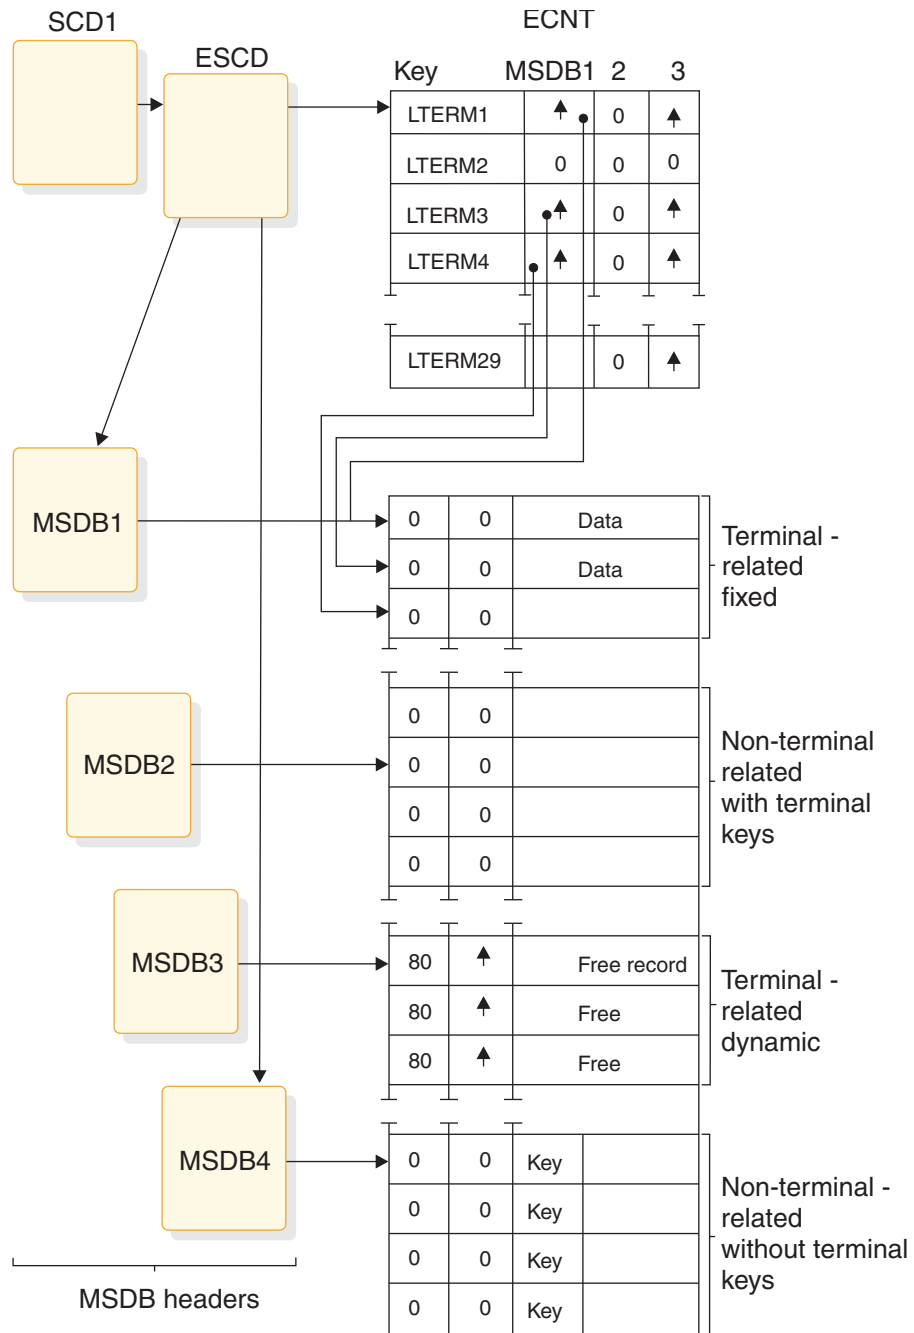 SCD1
ESCD
ECNT
Key MSDB1 2 3
LTERM1 0
LTERM2 0 0 0
LTERM3 0
LTERM4 0
LTERM29 0
MSDB1
0 0 Data
0 0 Data
0 0
Terminal -
related
fixed
MSDB2
0 0
0 0
0 0
0 0
Non-terminal
related
with terminal
keys
MSDB3
80 Free record
80 Free
80 Free
Terminal -
related
dynamic
MSDB4
0 0 Key
0 0 Key
0 0 Key
0 0 Key
Non-terminal -
related
without terminal
keys
MSDB headers